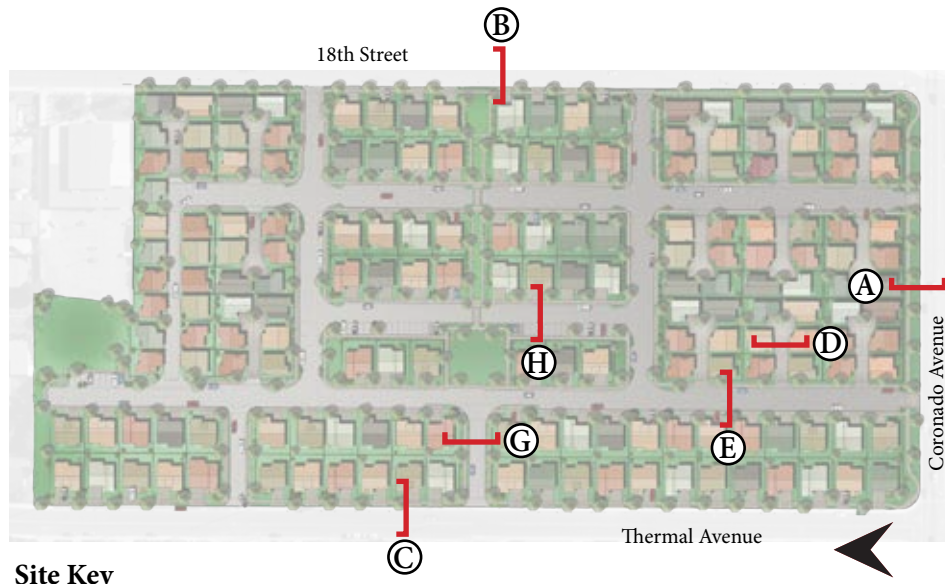 B
18th Street
A
D
H
Coronado Avenue
G
E
Thermal Avenue
C
Site Key